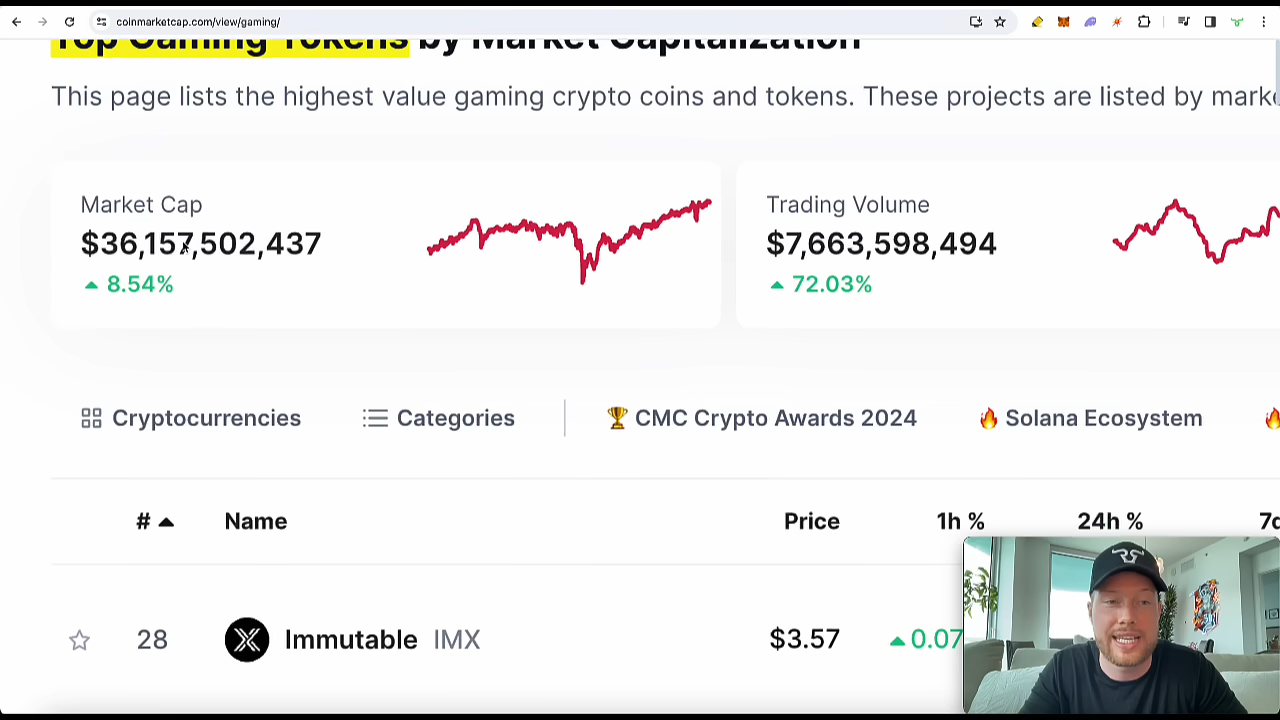 coinmarketcap.com/view/gaming/
Top Gaming Tokens by Market Capitalization
This page lists the highest value gaming crypto coins and tokens. These projects are listed by
Market Cap
$36,157,502,437
8.54%
Trading Volume
$7,663,598,494
72.03%
Cryptocurrencies
Categories
CMC Crypto Awards 2024
Solana Ecosystem
# Name Price 1h % 24h %
28 Immutable IMX $3.57 0.07